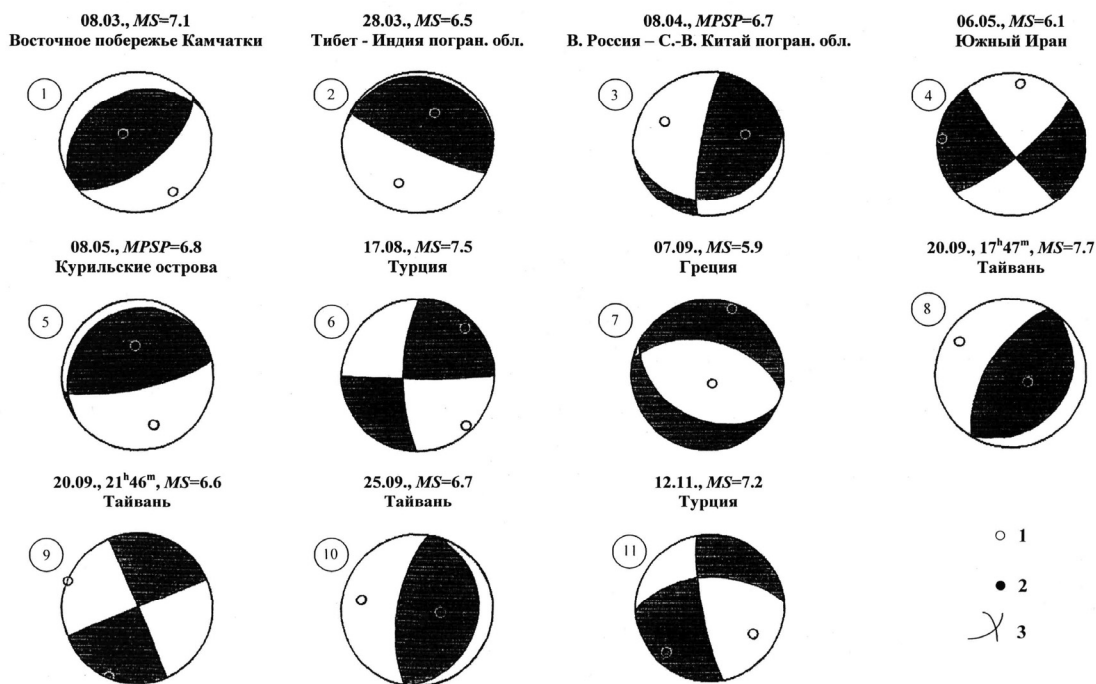 08.03., MS=7.1
Восточное побережье Камчатки
28.03., MS=6.5
Тибет - Индия погран. обл.
08.04., MPSP=6.7
В. Россия – С.-В. Китай погран. обл.
06.05., MS=6.1
Южный Иран
1
2
3
4
08.05., MPSP=6.8
Курильские острова
17.08., MS=7.5
Турция
07.09., MS=5.9
Греция
20.09., 17ʰ47ᵐ, MS=7.7
Тайвань
5
6
7
8
20.09., 21ʰ46ᵐ, MS=6.6
Тайвань
25.09., MS=6.7
Тайвань
12.11., MS=7.2
Турция
9
10
11
1
2
3